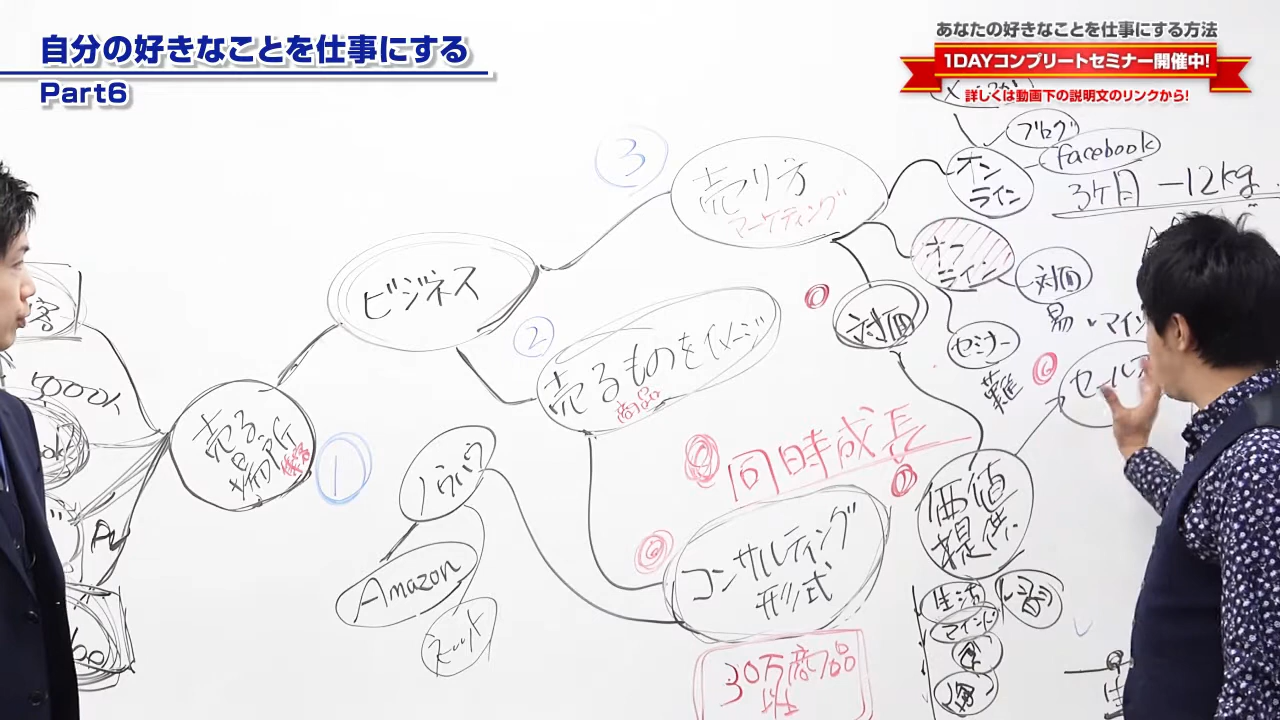 自分の好きなことを仕事にする
Part6
あなたの好きなことを仕事にする方法
1DAYコンプリートセミナー開催中!
詳しくは動画下の説明文のリンクから!
ブログ
facebook
オン
ライン
3ケ月 -12kg
③
売り方
マーケティング
オフ
ライン
対面
易
・マイン
ビジネス
②
売るものをイメージ
商品
対面
セミナー
難
セールス
売る
場所
集客
①
同時成長
ノウハウ
Amazon
コンサルティング
形式
価値
提供
生活
マインド
食
30万商品
以上